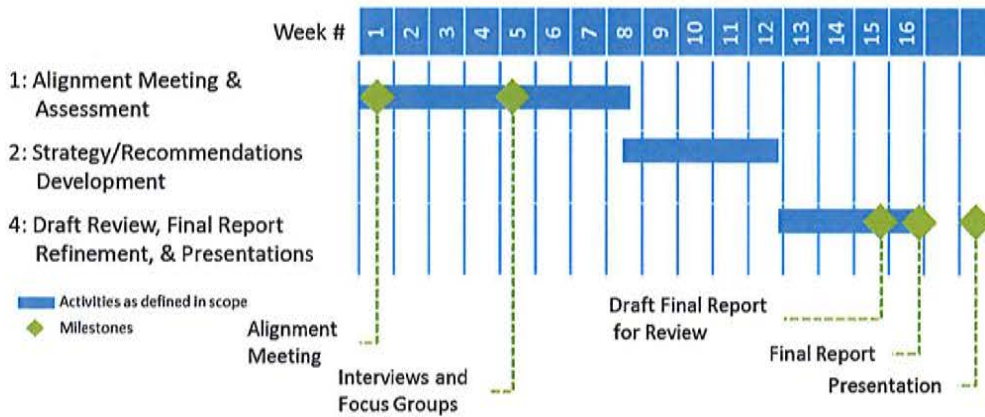 Week # 1 2 3 4 5 6 7 8 9 10 11 12 13 14 15 16
1: Alignment Meeting &
Assessment
2: Strategy/Recommendations
Development
4: Draft Review, Final Report
Refinement, & Presentations
Activities as defined in scope
Milestones
Alignment
Meeting
Interviews and
Focus Groups
Draft Final Report
for Review
Final Report
Presentation